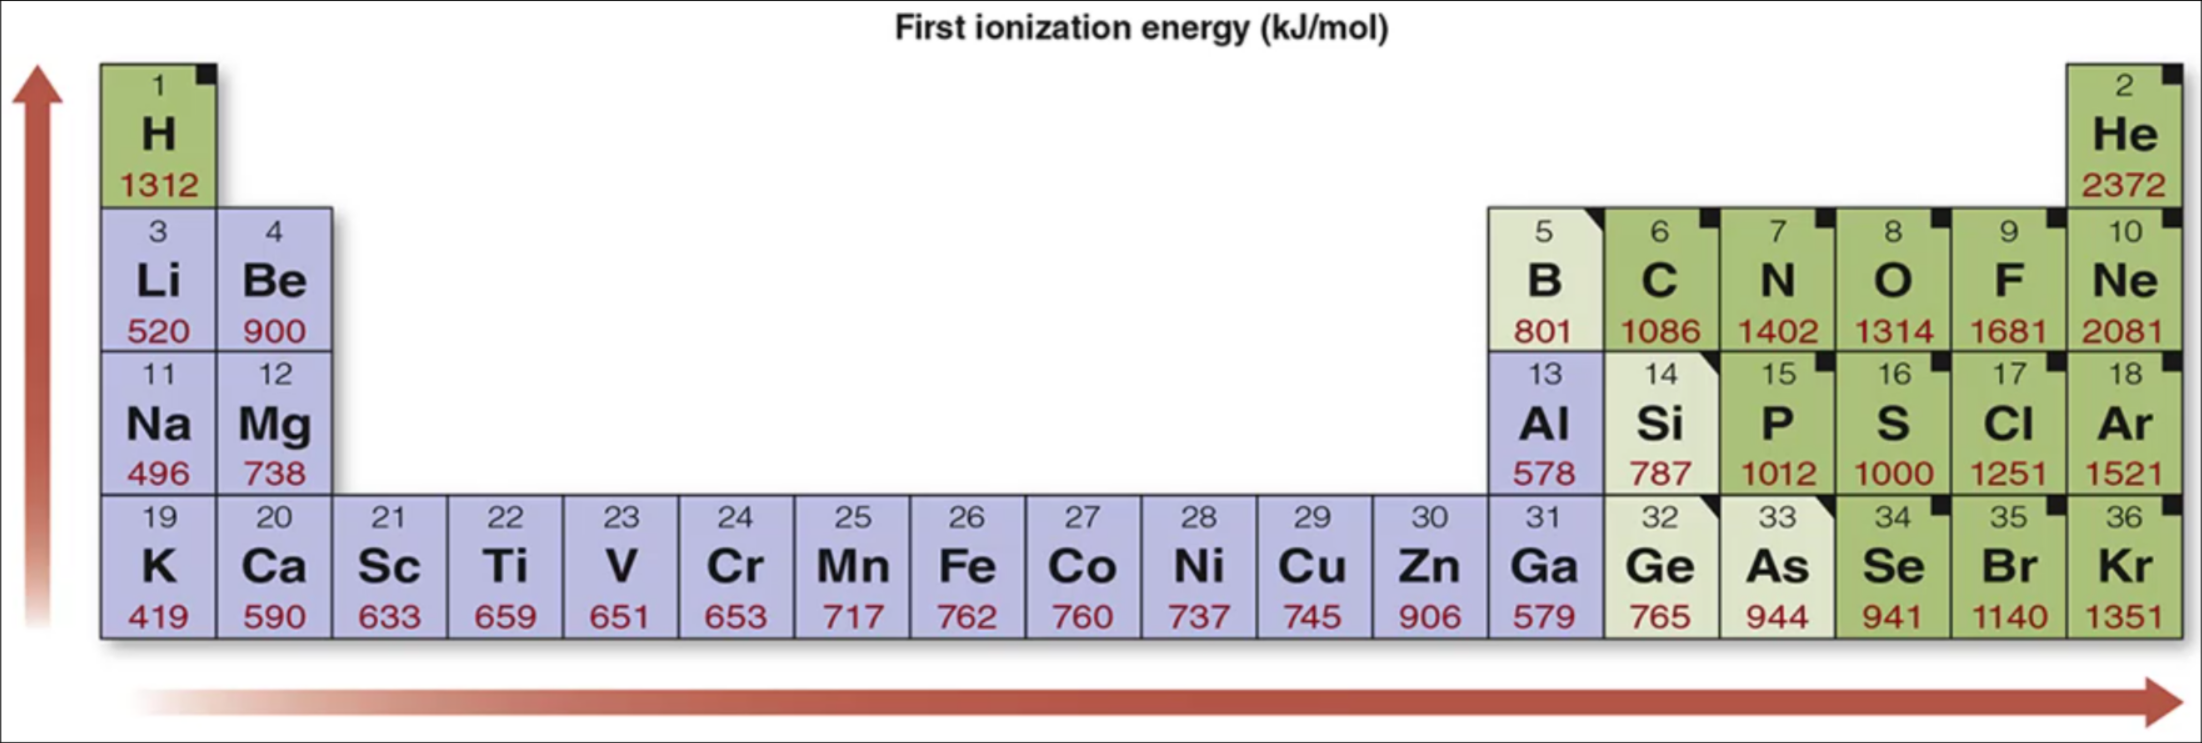 First ionization energy (kJ/mol)
1 2
H He
1312 2372
3 4 5 6 7 8 9 10
Li Be B C N O F Ne
520 900 801 1086 1402 1314 1681 2081
11 12 13 14 15 16 17 18
Na Mg Al Si P S Cl Ar
496 738 578 787 1012 1000 1251 1521
19 20 21 22 23 24 25 26 27 28 29 30 31 32 33 34 35 36
K Ca Sc Ti V Cr Mn Fe Co Ni Cu Zn Ga Ge As Se Br Kr
419 590 633 659 651 653 717 762 760 737 745 906 579 765 944 941 1140 1351